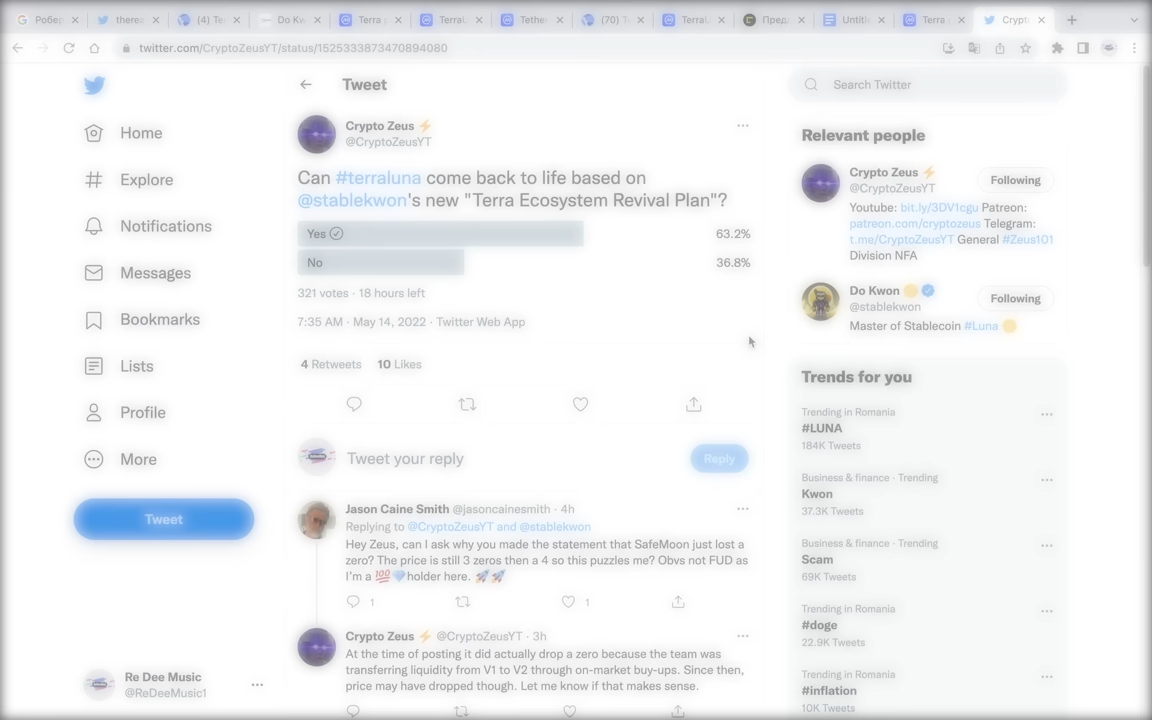 Робер
therea
(4) Te
Do Kw
Terra
TerraL
Tether
(70) T
TerraL
Пред
Untitle
Terra
Crypt
twitter.com/CryptoZeusYT/status/1525333873470894080
Home
Explore
Notifications
Messages
Bookmarks
Lists
Profile
More
Tweet
Re Dee Music
@ReDeeMusic1
Tweet
Crypto Zeus ⚡
@CryptoZeusYT
Can #terraluna come back to life based on
@stablekwon's new "Terra Ecosystem Revival Plan"?
Yes 63.2%
No 36.8%
321 votes · 18 hours left
7:35 AM · May 14, 2022 · Twitter Web App
4 Retweets 10 Likes
Tweet your reply Reply
Jason Caine Smith @jasoncainesmith · 4h
Replying to @CryptoZeusYT and @stablekwon
Hey Zeus, can I ask why you made the statement that SafeMoon just lost a
zero? The price is still 3 zeros then a 4 so this puzzles me? Obvs not FUD as
I'm a 💯💎holder here. 🚀🚀
1 1
Crypto Zeus ⚡ @CryptoZeusYT · 3h
At the time of posting it did actually drop a zero because the team was
transferring liquidity from V1 to V2 through on-market buy-ups. Since then,
price may have dropped though. Let me know if that makes sense.
Search Twitter
Relevant people
Crypto Zeus ⚡
@CryptoZeusYT
Following
Youtube: bit.ly/3DV1cgu Patreon:
patreon.com/cryptozeus Telegram:
t.me/CryptoZeusYT General #Zeus101
Division NFA
Do Kwon
@stablekwon
Following
Master of Stablecoin #Luna
Trends for you
Trending in Romania
#LUNA
184K Tweets
Business & finance · Trending
Kwon
37.3K Tweets
Business & finance · Trending
Scam
69K Tweets
Trending in Romania
#doge
22.9K Tweets
Trending in Romania
#inflation
10K Tweets